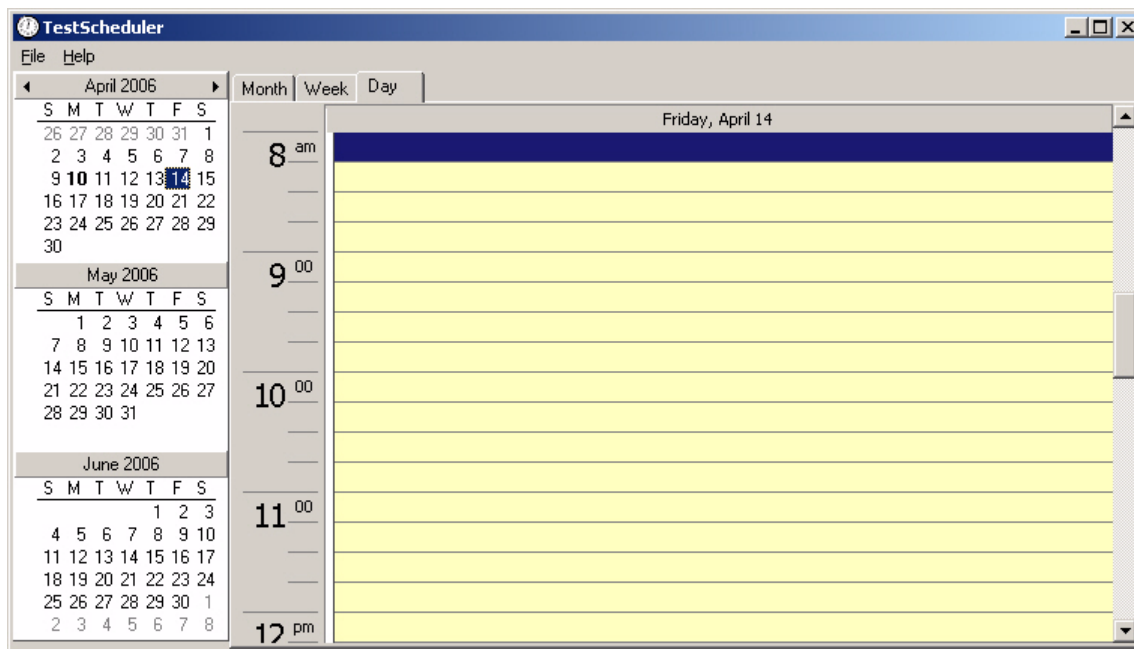 TestScheduler
File Help
April 2006
S M T W T F S
26 27 28 29 30 31 1
2 3 4 5 6 7 8
9 10 11 12 13 14 15
16 17 18 19 20 21 22
23 24 25 26 27 28 29
30
May 2006
S M T W T F S
1 2 3 4 5 6
7 8 9 10 11 12 13
14 15 16 17 18 19 20
21 22 23 24 25 26 27
28 29 30 31
June 2006
S M T W T F S
1 2 3
4 5 6 7 8 9 10
11 12 13 14 15 16 17
18 19 20 21 22 23 24
25 26 27 28 29 30 1
2 3 4 5 6 7 8
Month Week Day
Friday, April 14
8 am
9 00
10 00
11 00
12 pm